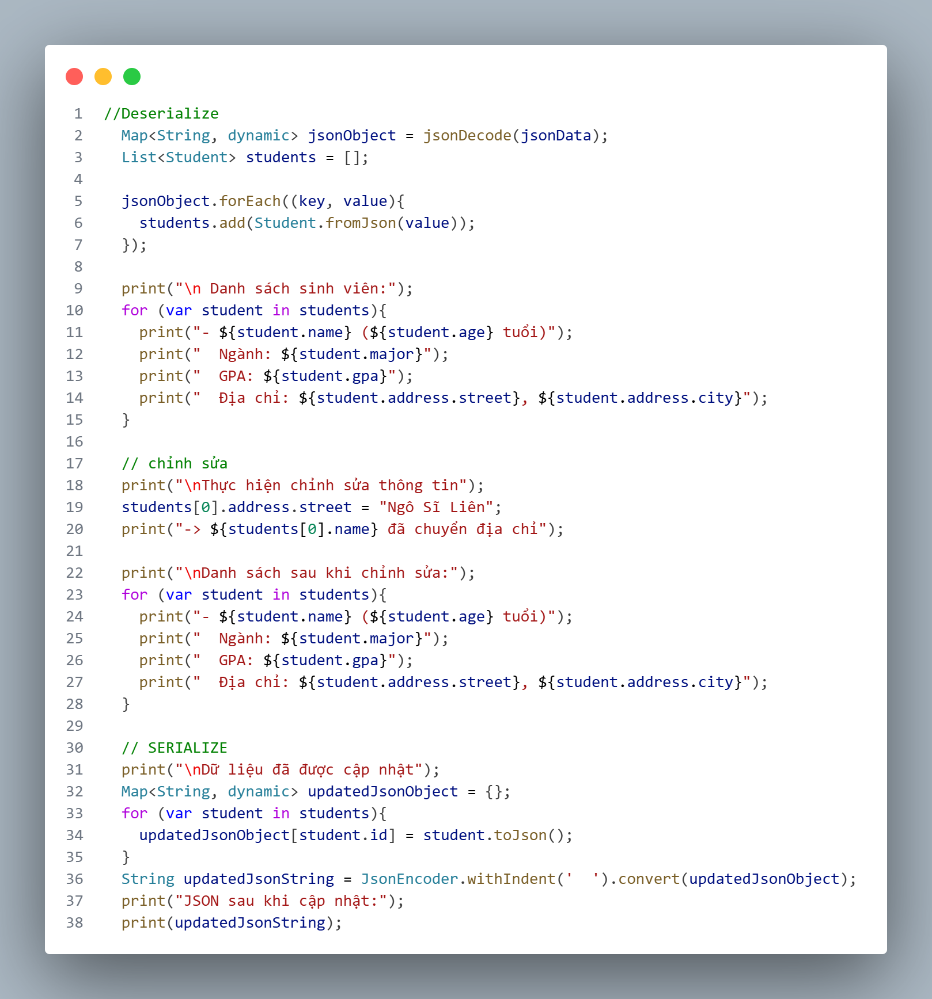 1 //Deserialize
2   Map<String, dynamic> jsonObject = jsonDecode(jsonData);
3   List<Student> students = [];
4
5   jsonObject.forEach((key, value){
6     students.add(Student.fromJson(value));
7   });
8
9   print("\n Danh sách sinh viên:");
10   for (var student in students){
11     print("- ${student.name} (${student.age} tuổi)");
12     print("  Ngành: ${student.major}");
13     print("  GPA: ${student.gpa}");
14     print("  Địa chỉ: ${student.address.street}, ${student.address.city}");
15   }
16
17   // chỉnh sửa
18   print("\nThực hiện chỉnh sửa thông tin");
19   students[0].address.street = "Ngô Sĩ Liên";
20   print("-> ${students[0].name} đã chuyển địa chỉ");
21
22   print("\nDanh sách sau khi chỉnh sửa:");
23   for (var student in students){
24     print("- ${student.name} (${student.age} tuổi)");
25     print("  Ngành: ${student.major}");
26     print("  GPA: ${student.gpa}");
27     print("  Địa chỉ: ${student.address.street}, ${student.address.city}");
28   }
29
30   // SERIALIZE
31   print("\nDữ liệu đã được cập nhật");
32   Map<String, dynamic> updatedJsonObject = {};
33   for (var student in students){
34     updatedJsonObject[student.id] = student.toJson();
35   }
36   String updatedJsonString = JsonEncoder.withIndent('  ').convert(updatedJsonObject);
37   print("JSON sau khi cập nhật:");
38   print(updatedJsonString);